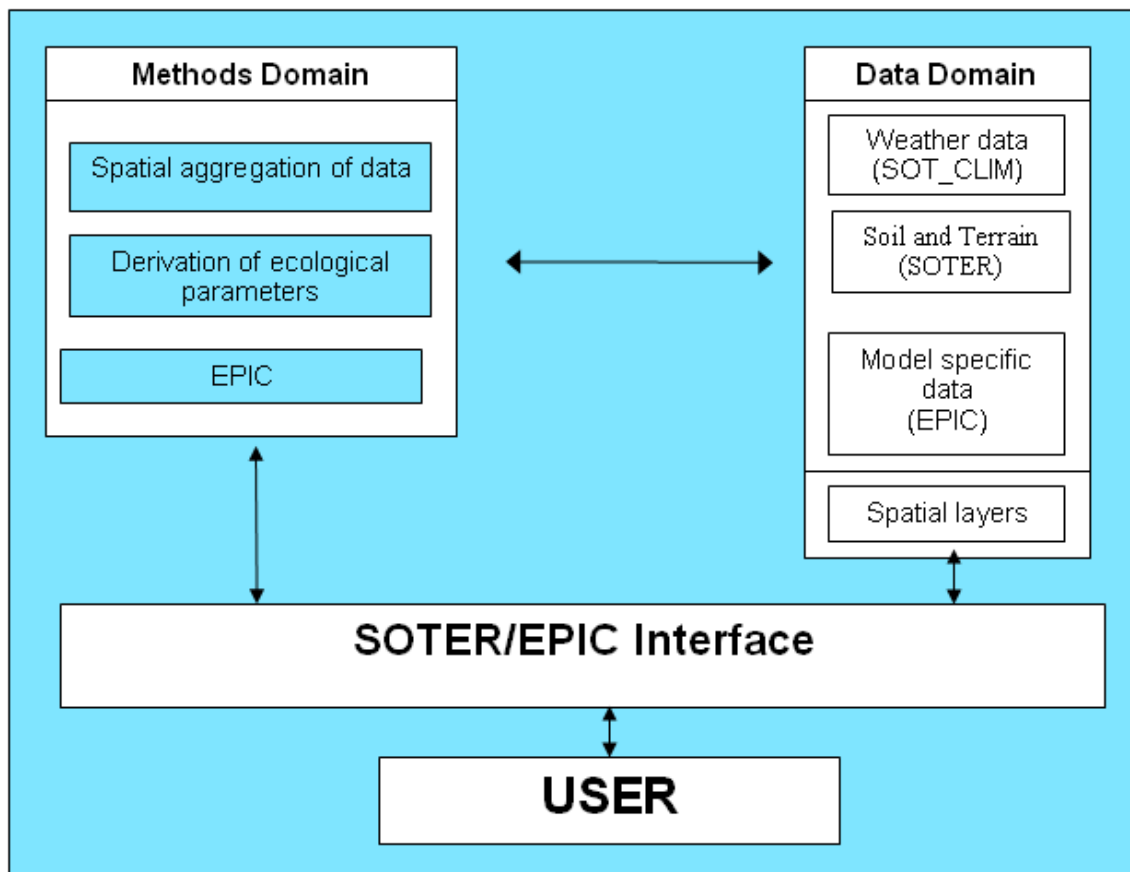 Methods Domain
Spatial aggregation of data
Derivation of ecological
parameters
EPIC
Data Domain
Weather data
(SOT_CLIM)
Soil and Terrain
(SOTER)
Model specific
data
(EPIC)
Spatial layers
SOTER/EPIC Interface
USER